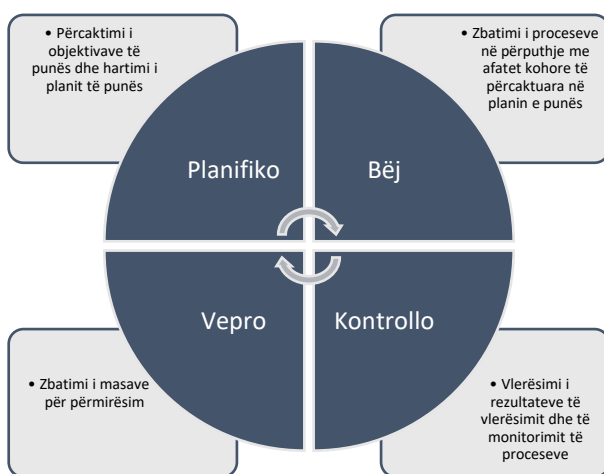 • Përcaktimi i
objektivave të
punës dhe hartimi i
planit të punës
• Zbatimi i proceseve
në përputhje me
afatet kohore të
përcaktuara në
planin e punës
Planifiko
Bëj
Vepro
Kontrollo
• Zbatimi i masave
për përmirësim
• Vlerësimi i
rezultateve të
vlerësimit dhe të
monitorimit të
proceseve